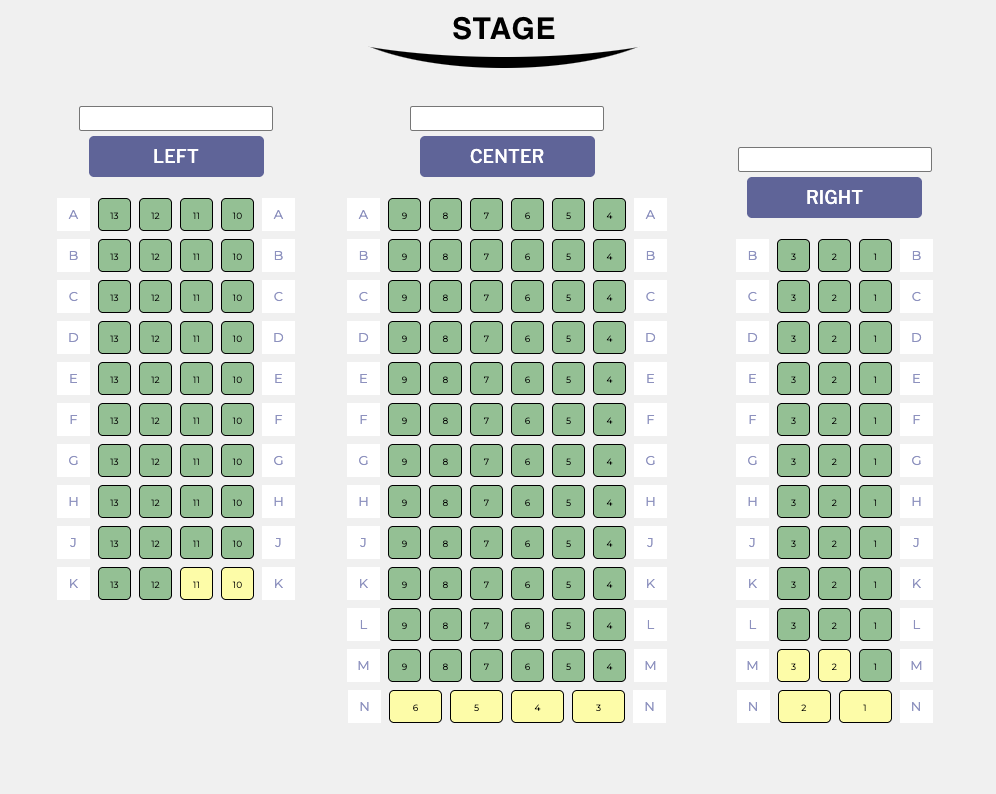 STAGE
LEFT
CENTER
RIGHT
A 13 12 11 10 A A 9 8 7 6 5 4 A
B 13 12 11 10 B B 9 8 7 6 5 4 B B 3 2 1 B
C 13 12 11 10 C C 9 8 7 6 5 4 C C 3 2 1 C
D 13 12 11 10 D D 9 8 7 6 5 4 D D 3 2 1 D
E 13 12 11 10 E E 9 8 7 6 5 4 E E 3 2 1 E
F 13 12 11 10 F F 9 8 7 6 5 4 F F 3 2 1 F
G 13 12 11 10 G G 9 8 7 6 5 4 G G 3 2 1 G
H 13 12 11 10 H H 9 8 7 6 5 4 H H 3 2 1 H
J 13 12 11 10 J J 9 8 7 6 5 4 J J 3 2 1 J
K 13 12 11 10 K K 9 8 7 6 5 4 K K 3 2 1 K
L 9 8 7 6 5 4 L L 3 2 1 L
M 9 8 7 6 5 4 M M 3 2 1 M
N 6 5 4 3 N N 2 1 N